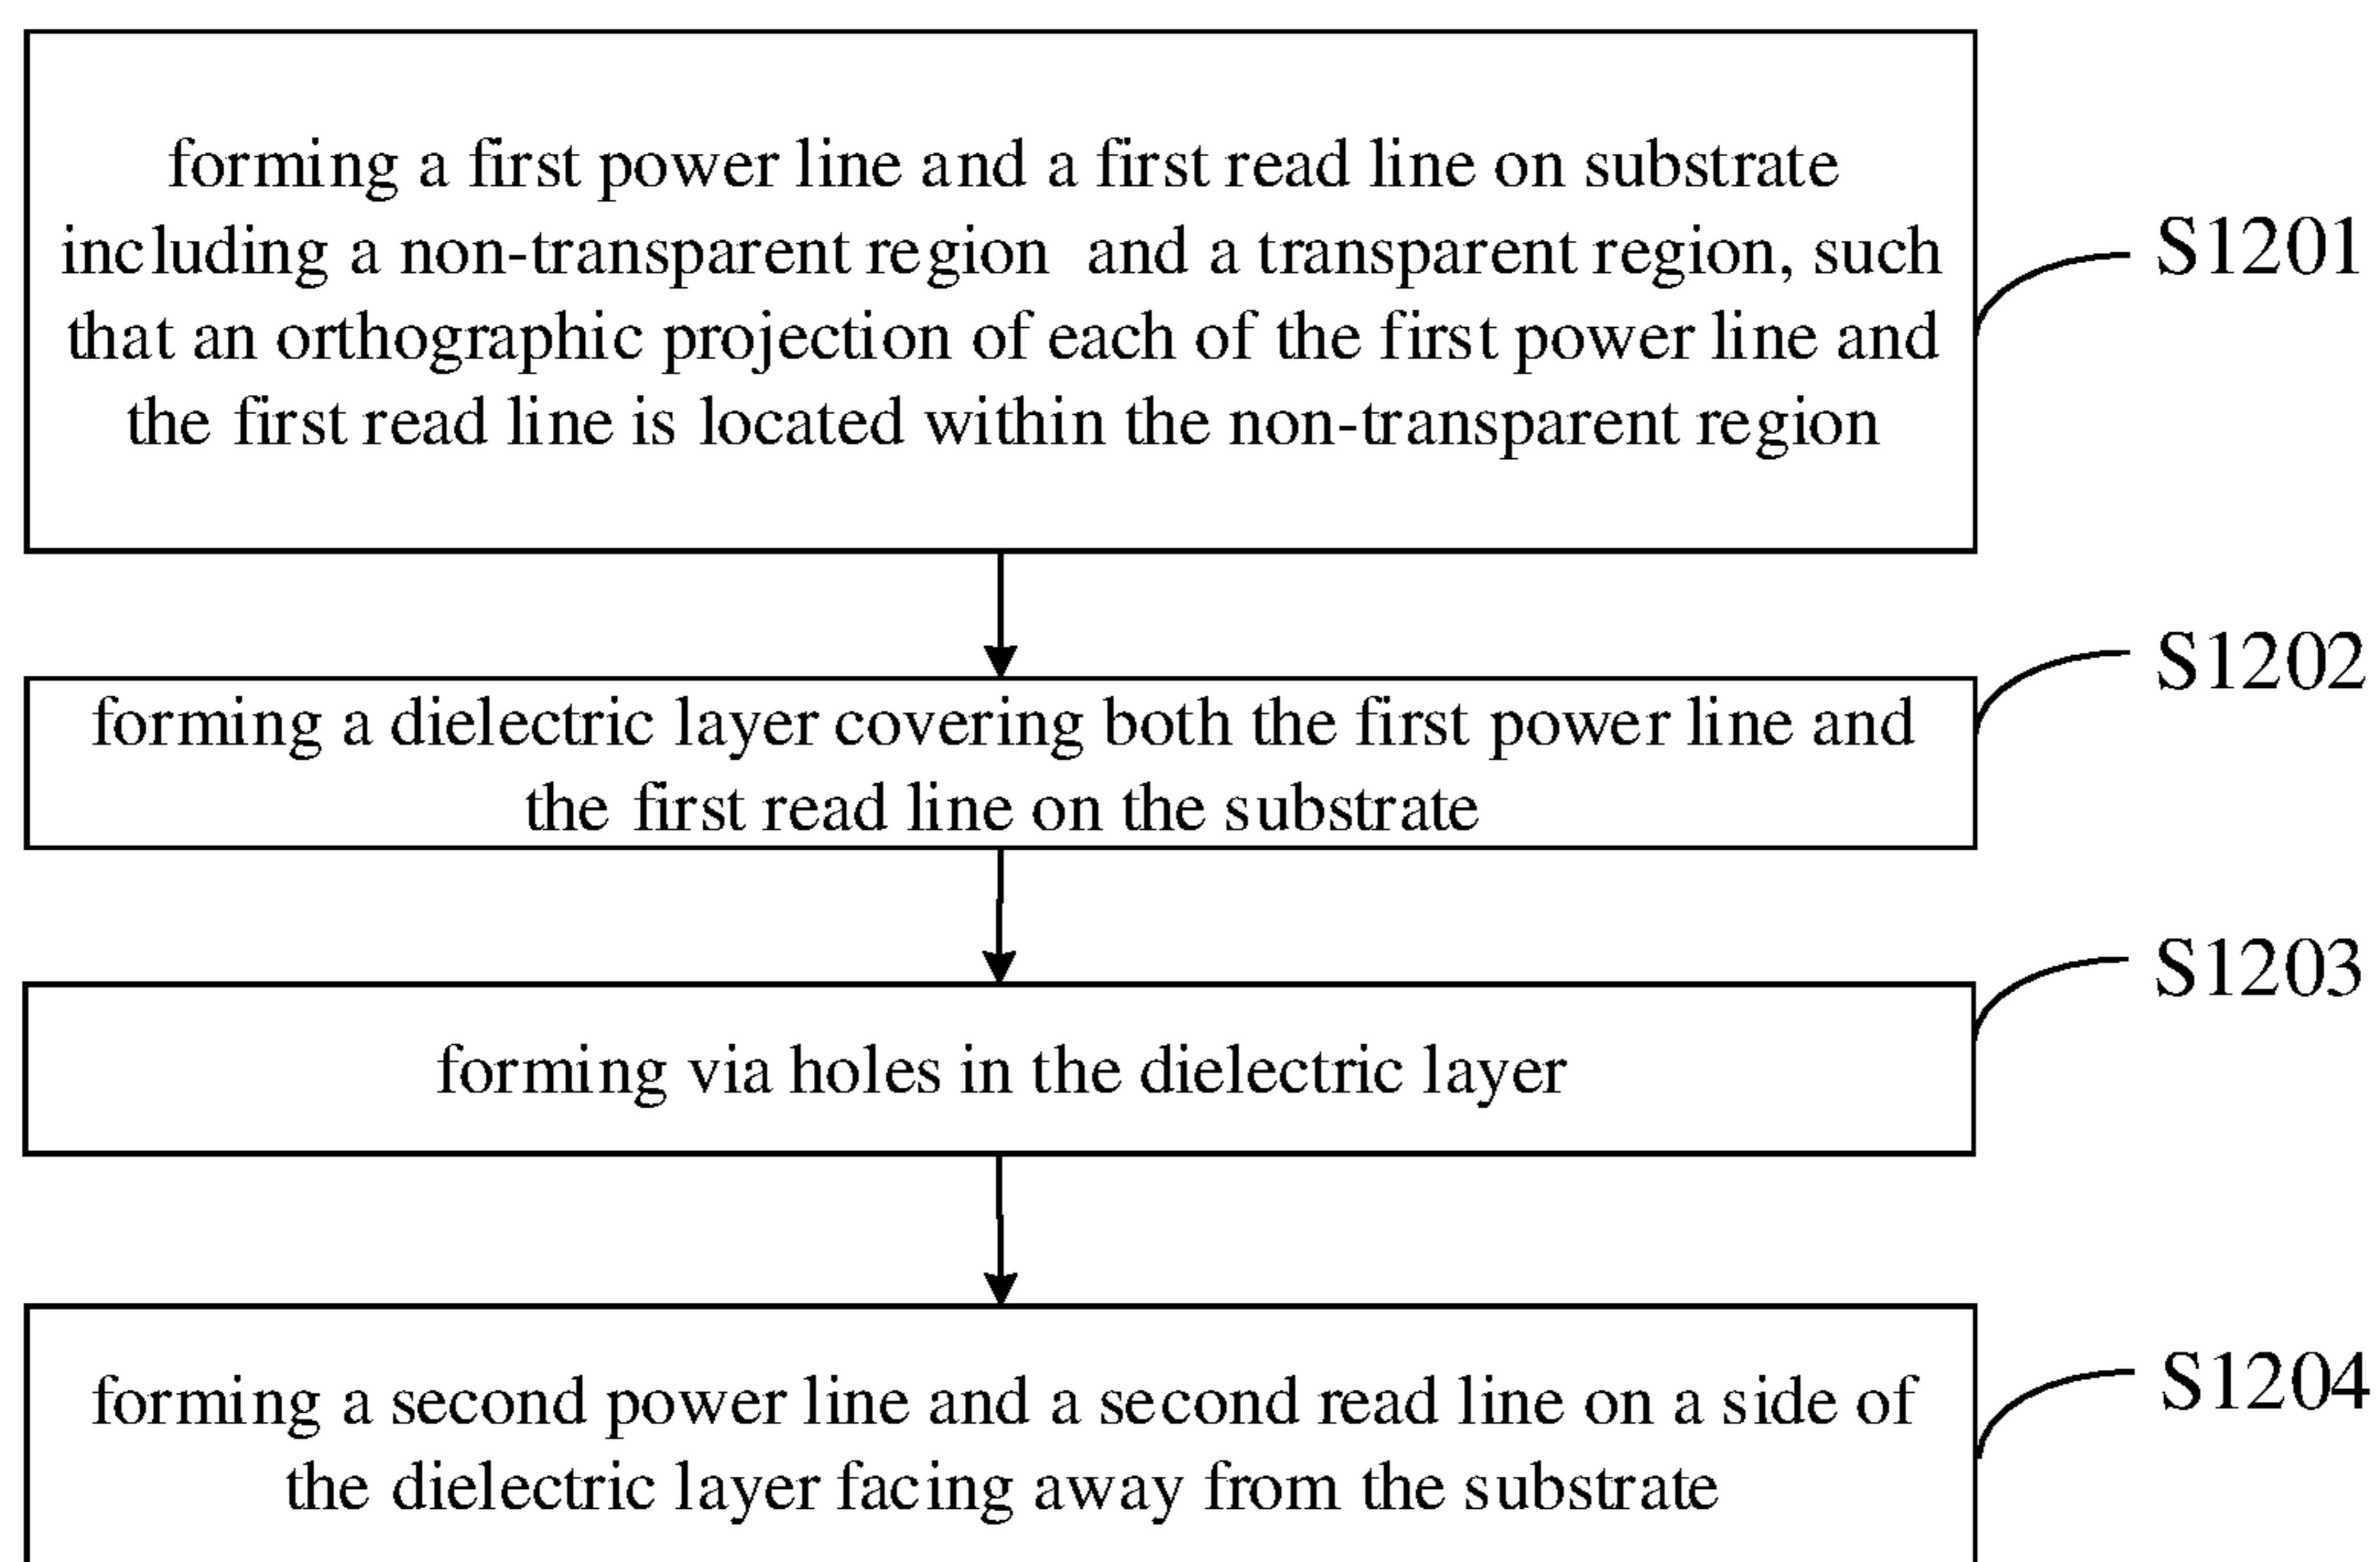 forming a first power line and a first read line on substrate
including a non-transparent region and a transparent region, such
that an orthographic projection of each of the first power line and
the first read line is located within the non-transparent region
S1201
forming a dielectric layer covering both the first power line and
the first read line on the substrate
S1202
forming via holes in the dielectric layer
S1203
forming a second power line and a second read line on a side of
the dielectric layer facing away from the substrate
S1204